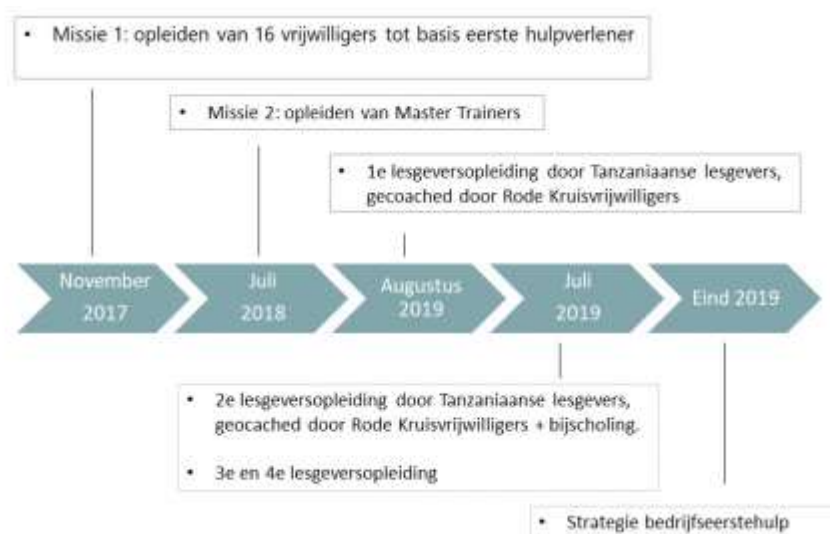 • Missie 1: opleiden van 16 vrijwilligers tot basis eerste hulpverlener
• Missie 2: opleiden van Master Trainers
• 1e lesgeversopleiding door Tanzaniaanse lesgevers,
gecoached door Rode Kruisvrijwilligers
November
2017
Juli
2018
Augustus
2019
Juli
2019
Eind 2019
• 2e lesgeversopleiding door Tanzaniaanse lesgevers,
geocached door Rode Kruisvrijwilligers + bijscholing.
• 3e en 4e lesgeversopleiding
• Strategie bedrijfseerstehulp